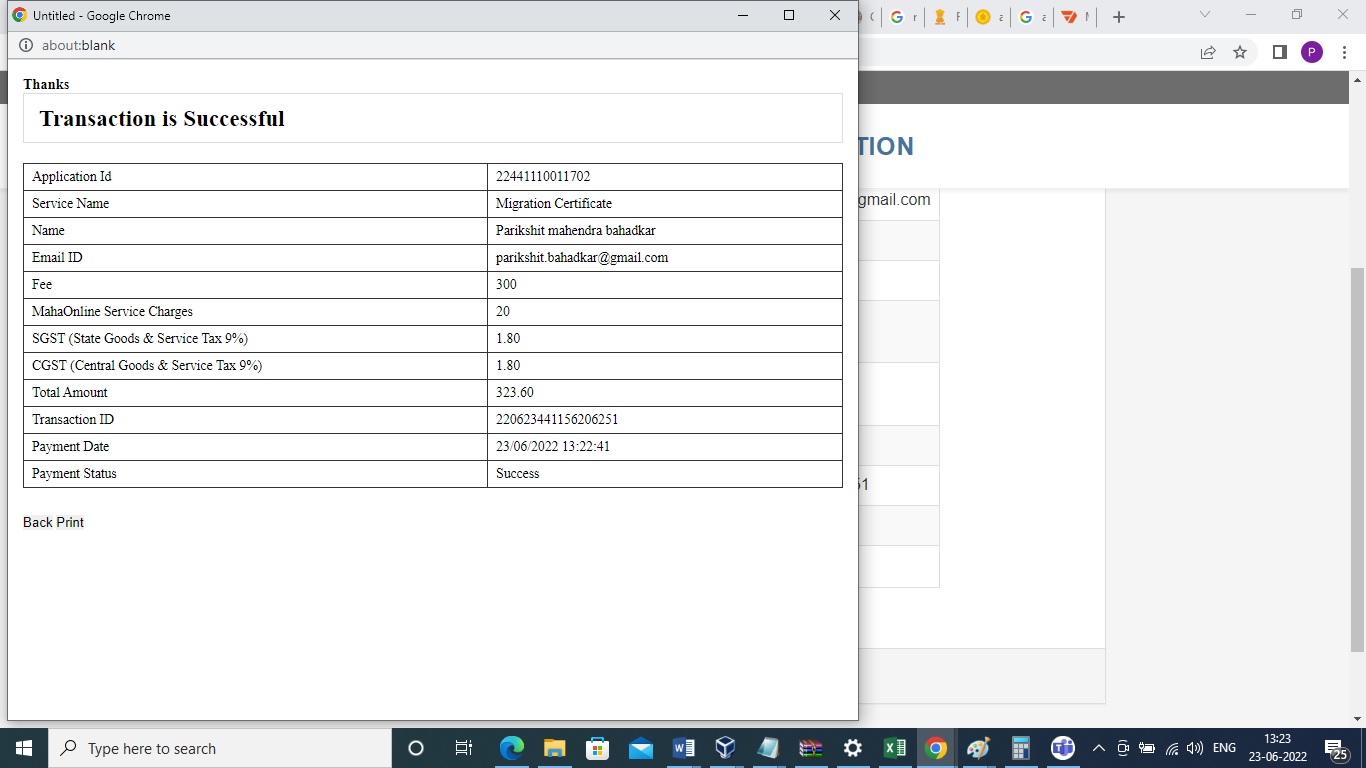 Untitled - Google Chrome
about:blank
Thanks
Transaction is Successful
Application Id 22441110011702
Service Name Migration Certificate
Name Parikshit mahendra bahadkar
Email ID parikshit.bahadkar@gmail.com
Fee 300
MahaOnline Service Charges 20
SGST (State Goods & Service Tax 9%) 1.80
CGST (Central Goods & Service Tax 9%) 1.80
Total Amount 323.60
Transaction ID 220623441156206251
Payment Date 23/06/2022 13:22:41
Payment Status Success
Back Print
P
TION
gmail.com
51
Type here to search
ENG
13:23
23-06-2022
25